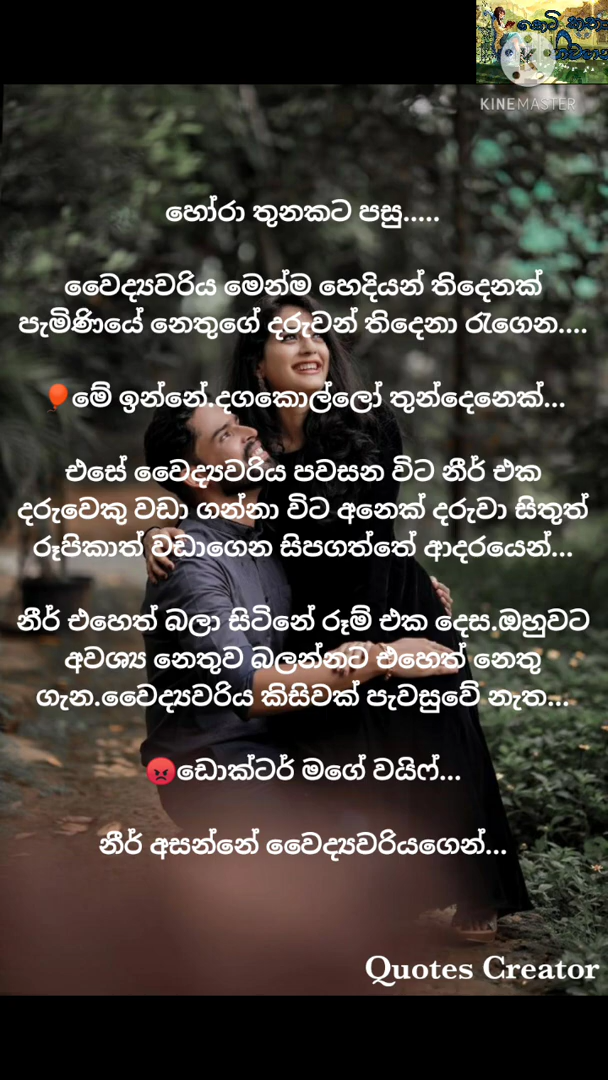 කෙටි කතා
KINEMASTER
හෝරා තුනකට පසු.....
වෛද්‍යවරිය මෙන්ම හෙදියන් තිදෙනක්
පැමිණියේ නෙතුගේ දරුවන් තිදෙනා රැගෙන....
🎈මේ ඉන්නේ.දගකොල්ලෝ තුන්දෙනෙක්...
එසේ වෛද්‍යවරිය පවසන විට නීර් එක
දරුවෙකු වඩා ගන්නා විට අනෙක් දරුවා සිතුත්
රූපිකාත් වඩාගෙන සිපගත්තේ ආදරයෙන්...
නීර් එහෙත් බලා සිටිනේ රූම් එක දෙස.ඔහුවට
අවශ්‍ය නෙතුව බලන්නට එහෙත් නෙතු
ගැන.වෛද්‍යවරිය කිසිවක් පැවසුවේ නැත...
😡ඩොක්ටර් මගේ වයිෆ්...
නීර් අසන්නේ වෛද්‍යවරියගෙන්...
Quotes Creator